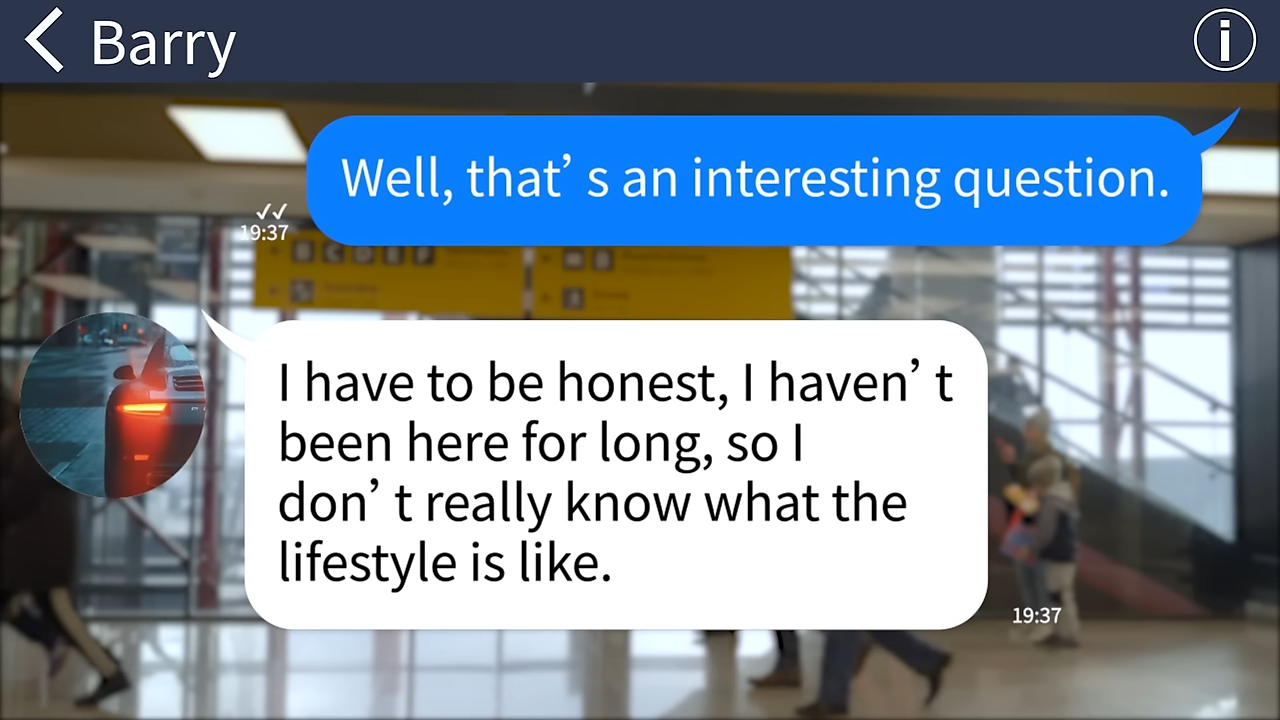 Barry
Well, that’s an interesting question.
✓✓
19:37
I have to be honest, I haven’t
been here for long, so I
don’t really know what the
lifestyle is like.
19:37
B C D E F